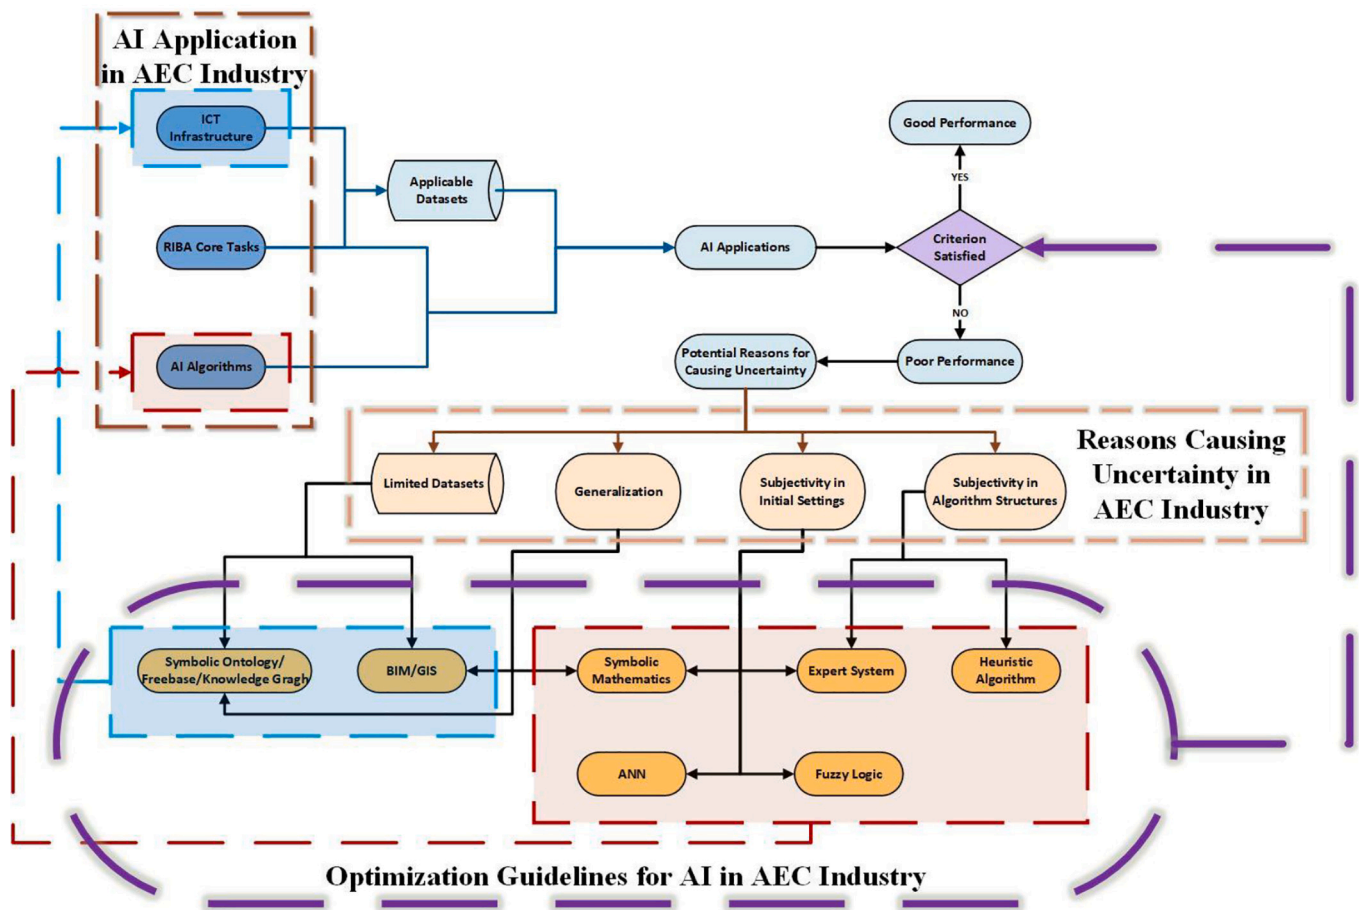 AI Application
in AEC Industry
ICT
Infrastructure
RIBA Core Tasks
AI Algorithms
Applicable
Datasets
AI Applications
Good Performance
YES
Criterion
Satisfied
NO
Poor Performance
Potential Reasons for
Causing Uncertainty
Reasons Causing
Uncertainty in
AEC Industry
Limited Datasets
Generalization
Subjectivity in
Initial Settings
Subjectivity in
Algorithm Structures
Symbolic Ontology/
Freebase/Knowledge Gragh
BIM/GIS
Symbolic
Mathematics
Expert System
Heuristic
Algorithm
ANN
Fuzzy Logic
Optimization Guidelines for AI in AEC Industry